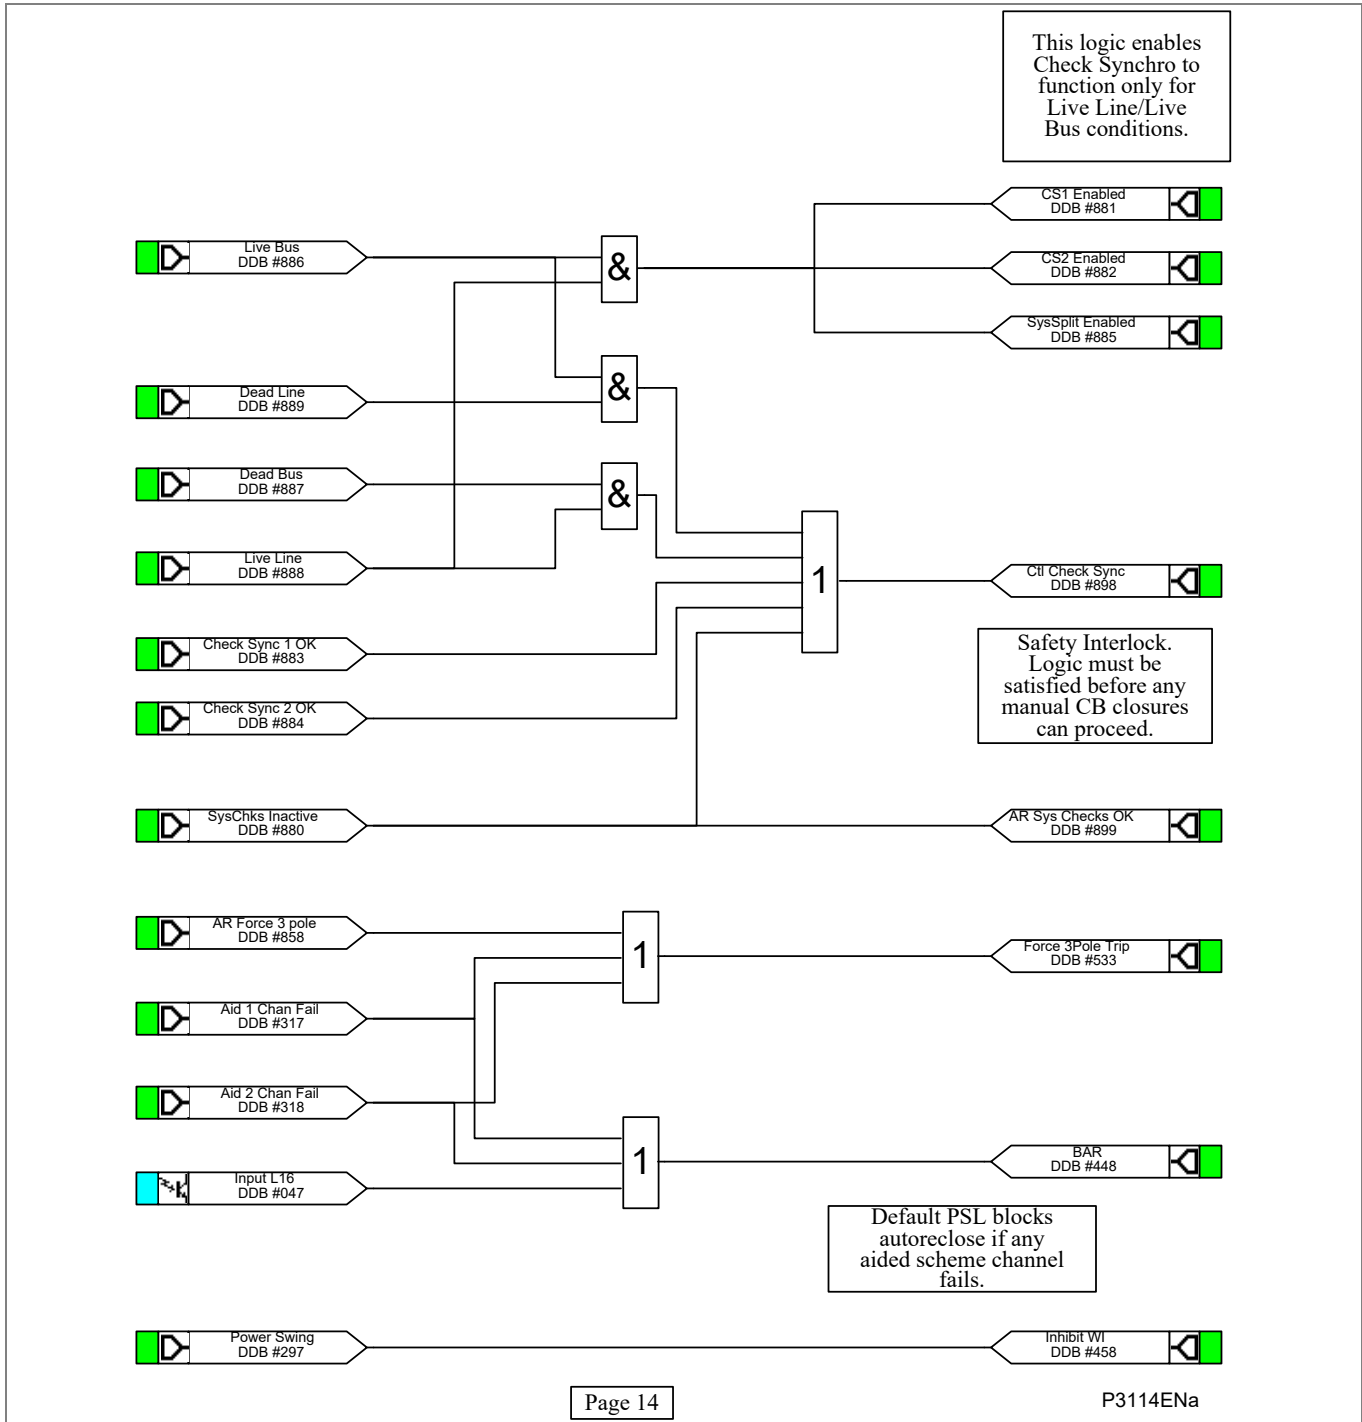 This logic enables
Check Synchro to
function only for
Live Line/Live
Bus conditions.
CS1 Enabled
DDB #881
Live Bus
DDB #886
&
CS2 Enabled
DDB #882
SysSplit Enabled
DDB #885
Dead Line
DDB #889
&
Dead Bus
DDB #887
&
Live Line
DDB #888
1
Ctl Check Sync
DDB #898
Check Sync 1 OK
DDB #883
Safety Interlock.
Logic must be
satisfied before any
manual CB closures
can proceed.
Check Sync 2 OK
DDB #884
SysChks Inactive
DDB #880
AR Sys Checks OK
DDB #899
AR Force 3 pole
DDB #858
1
Force 3Pole Trip
DDB #533
Aid 1 Chan Fail
DDB #317
Aid 2 Chan Fail
DDB #318
1
BAR
DDB #448
Input L16
DDB #047
Default PSL blocks
autoreclose if any
aided scheme channel
fails.
Power Swing
DDB #297
Inhibit WI
DDB #458
Page 14
P3114ENa